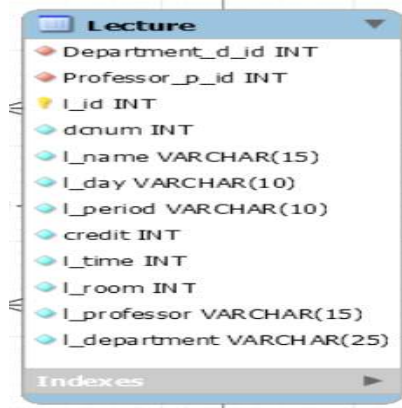 Lecture
Department_d_id INT
Professor_p_id INT
l_id INT
dcnum INT
l_name VARCHAR(15)
l_day VARCHAR(10)
l_period VARCHAR(10)
credit INT
l_time INT
l_room INT
l_professor VARCHAR(15)
l_department VARCHAR(25)
Indexes